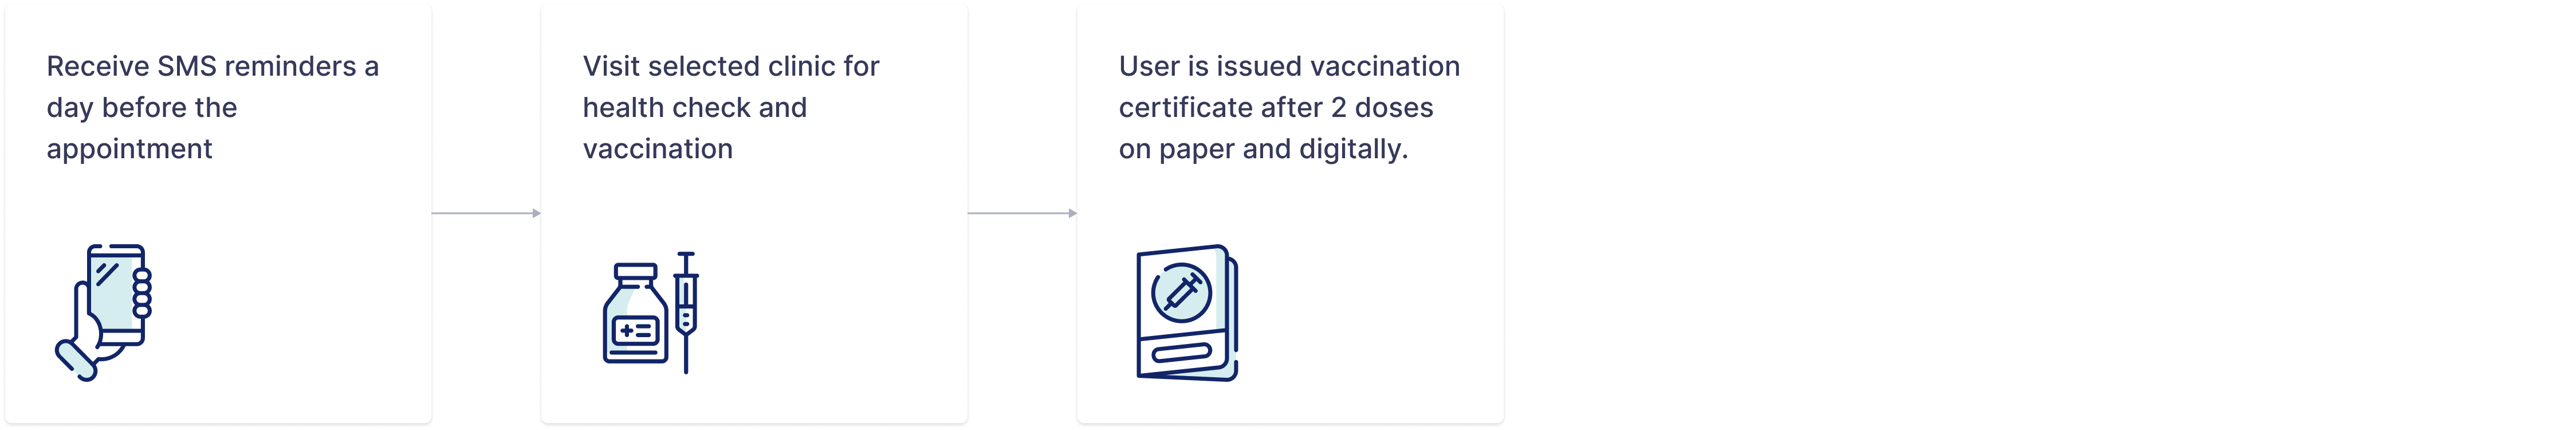 Receive SMS reminders a
day before the
appointment
Visit selected clinic for
health check and
vaccination
User is issued vaccination
certificate after 2 doses
on paper and digitally.